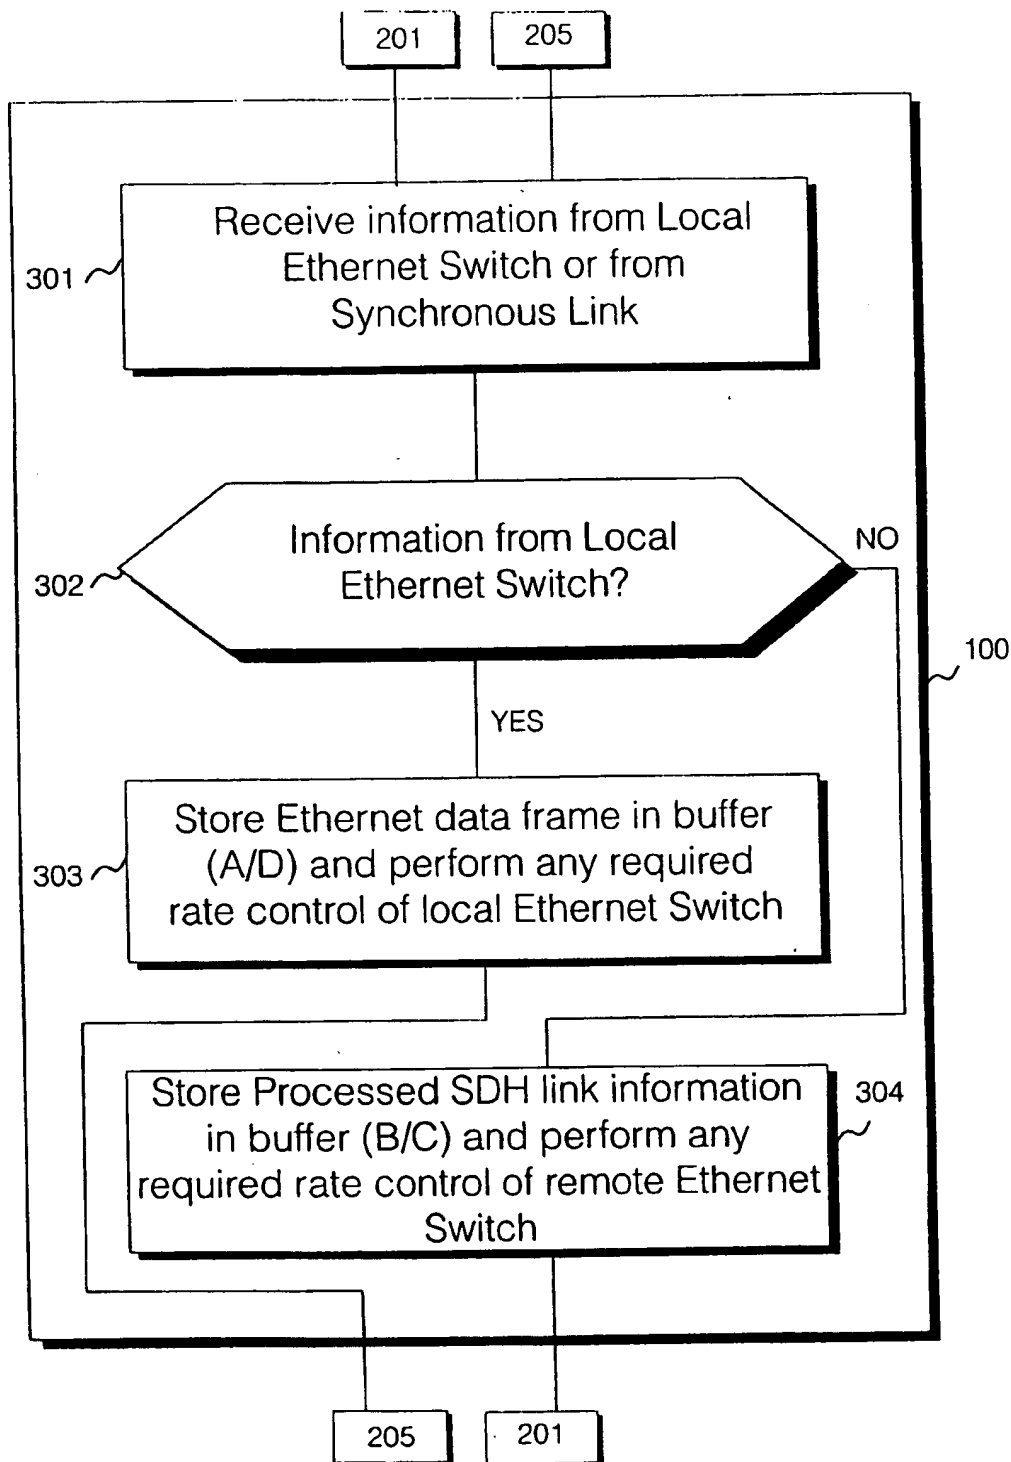 201
205
Receive information from Local
Ethernet Switch or from
Synchronous Link
301
Information from Local
Ethernet Switch?
302
NO
100
YES
Store Ethernet data frame in buffer
(A/D) and perform any required
rate control of local Ethernet Switch
303
Store Processed SDH link information
in buffer (B/C) and perform any
required rate control of remote Ethernet
Switch
304
205
201